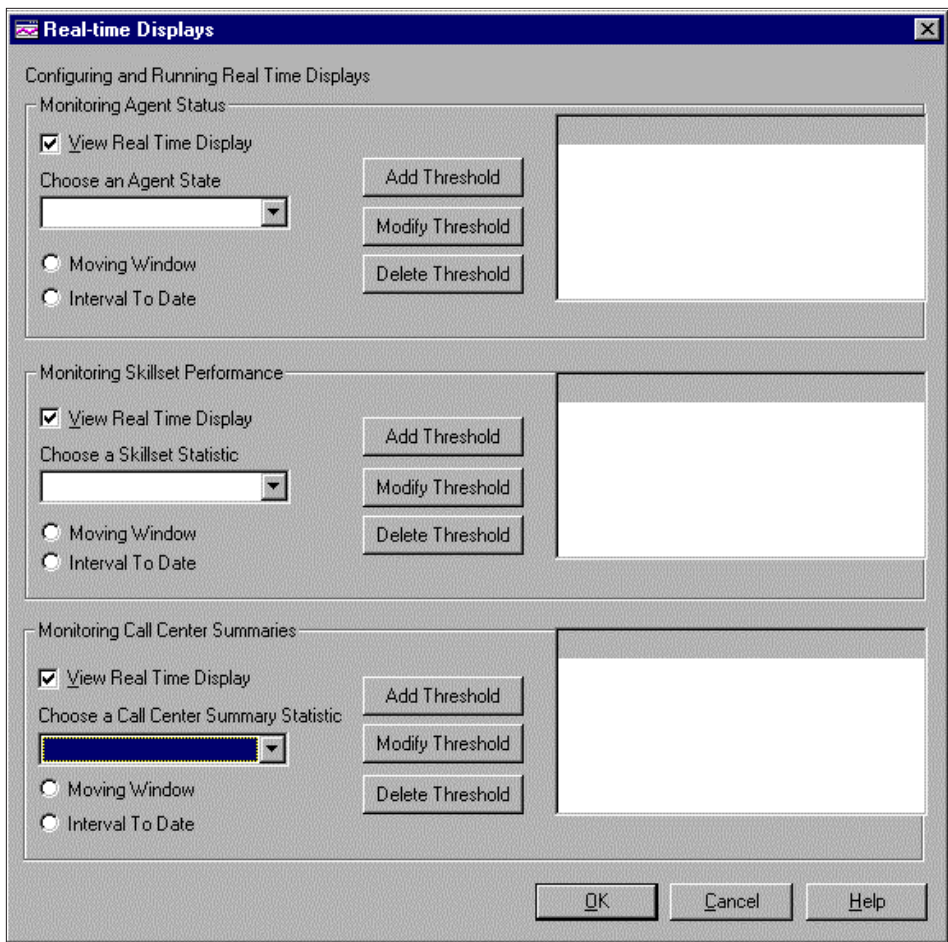 Real-time Displays
Configuring and Running Real Time Displays
Monitoring Agent Status
View Real Time Display
Choose an Agent State
Moving Window
Interval To Date
Add Threshold
Modify Threshold
Delete Threshold
Monitoring Skillset Performance
View Real Time Display
Choose a Skillset Statistic
Moving Window
Interval To Date
Add Threshold
Modify Threshold
Delete Threshold
Monitoring Call Center Summaries
View Real Time Display
Choose a Call Center Summary Statistic
Moving Window
Interval To Date
Add Threshold
Modify Threshold
Delete Threshold
OK
Cancel
Help